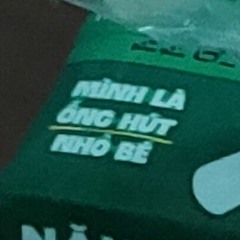 MÌNH LÀ
ỐNG HÚT
NHỎ BÉ